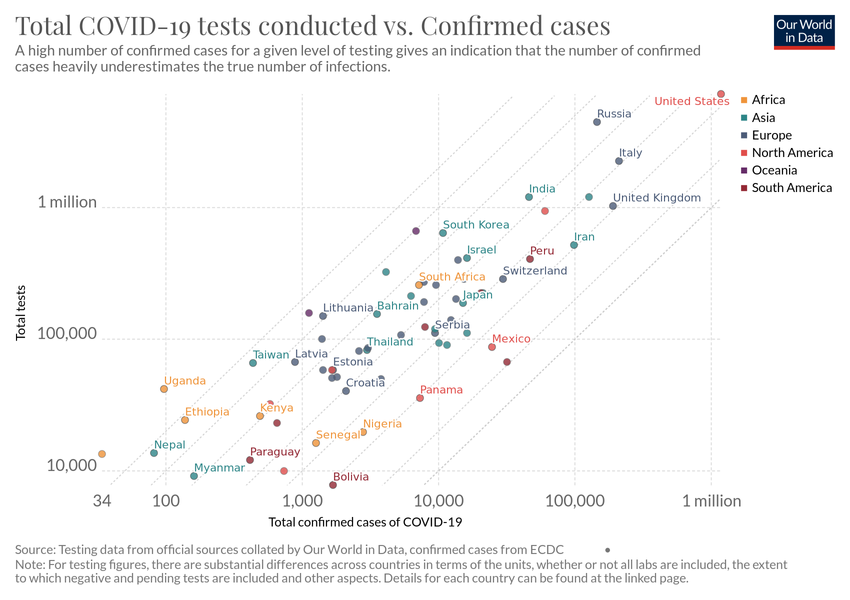 Total COVID-19 tests conducted vs. Confirmed cases
Our World
in Data
A high number of confirmed cases for a given level of testing gives an indication that the number of confirmed
cases heavily underestimates the true number of infections.
United States
Africa
Asia
Europe
North America
Oceania
South America
Russia
Italy
India
United Kingdom
1 million
South Korea
Iran
Israel
Peru
Switzerland
South Africa
Japan
Lithuania
Bahrain
Serbia
Total tests
100,000
Thailand
Mexico
Taiwan
Latvia
Estonia
Croatia
Uganda
Panama
Ethiopia
Kenya
Nigeria
Senegal
Nepal
Paraguay
10,000
Myanmar
Bolivia
34
100
1,000
10,000
100,000
1 million
Total confirmed cases of COVID-19
Source: Testing data from official sources collated by Our World in Data, confirmed cases from ECDC
Note: For testing figures, there are substantial differences across countries in terms of the units, whether or not all labs are included, the extent
to which negative and pending tests are included and other aspects. Details for each country can be found at the linked page.